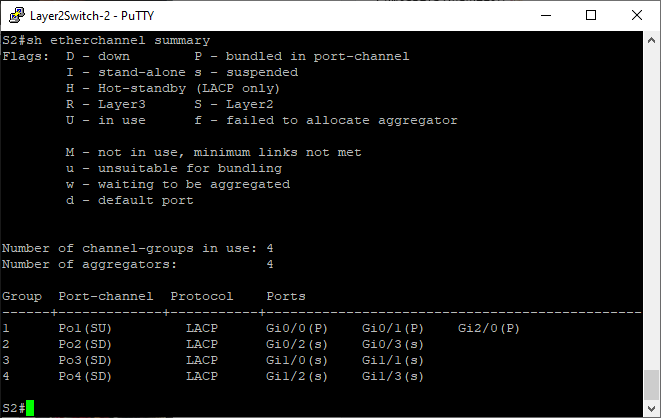 Layer2Switch-2 - PuTTY
S2#sh etherchannel summary
Flags:  D - down        P - bundled in port-channel
        I - stand-alone s - suspended
        H - Hot-standby (LACP only)
        R - Layer3      S - Layer2
        U - in use      f - failed to allocate aggregator

        M - not in use, minimum links not met
        u - unsuitable for bundling
        w - waiting to be aggregated
        d - default port


Number of channel-groups in use: 4
Number of aggregators:           4

Group  Port-channel  Protocol    Ports
------+-------------+-----------+-----------------------------------------------
1      Po1(SU)         LACP      Gi0/0(P)    Gi0/1(P)    Gi2/0(P)
2      Po2(SD)         LACP      Gi0/2(s)    Gi0/3(s)
3      Po3(SD)         LACP      Gi1/0(s)    Gi1/1(s)
4      Po4(SD)         LACP      Gi1/2(s)    Gi1/3(s)

S2#